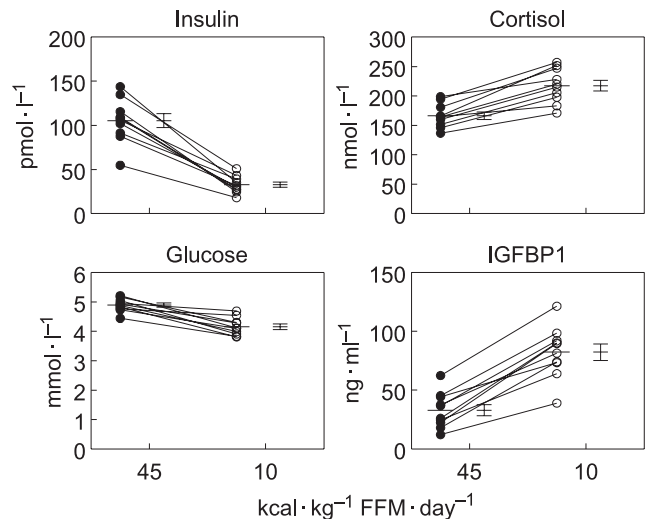 Insulin
Cortisol
200
150
100
50
0
pmol·l⁻¹
300
250
200
150
100
50
0
nmol·l⁻¹
Glucose
IGFBP1
6
5
4
3
2
1
0
mmol·l⁻¹
150
100
50
0
ng·ml⁻¹
45 10
45 10
kcal·kg⁻¹ FFM·day⁻¹